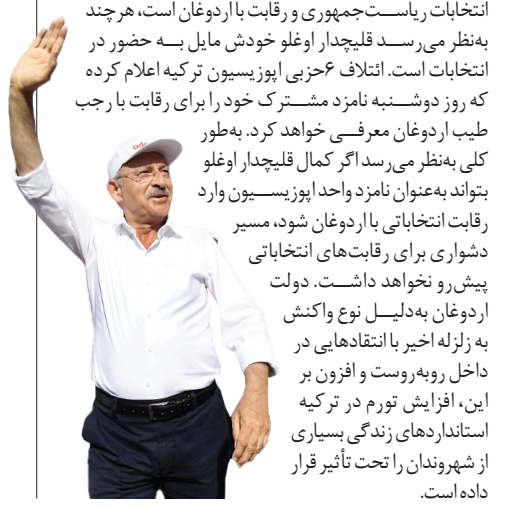 انتخابات ریاست‌جمهوری و رقابت با اردوغان است، هرچند
به‌نظر می‌رسد قلیچدار اوغلو خودش مایل به حضور در
انتخابات است. ائتلاف ۶حزبی اپوزیسیون ترکیه اعلام کرده
که روز دوشنبه نامزد مشترک خود را برای رقابت با رجب
طیب اردوغان معرفی خواهد کرد. به‌طور
کلی به‌نظر می‌رسد اگر کمال قلیچدار اوغلو
بتواند به‌عنوان نامزد واحد اپوزیسیون وارد
رقابت انتخاباتی با اردوغان شود، مسیر
دشواری برای رقابت‌های انتخاباتی
پیش‌رو نخواهد داشت. دولت
اردوغان به‌دلیل نوع واکنش
به زلزله اخیر با انتقادهایی در
داخل روبه‌روست و افزون بر
این، افزایش تورم در ترکیه
استانداردهای زندگی بسیاری
از شهروندان را تحت تأثیر قرار
داده است.